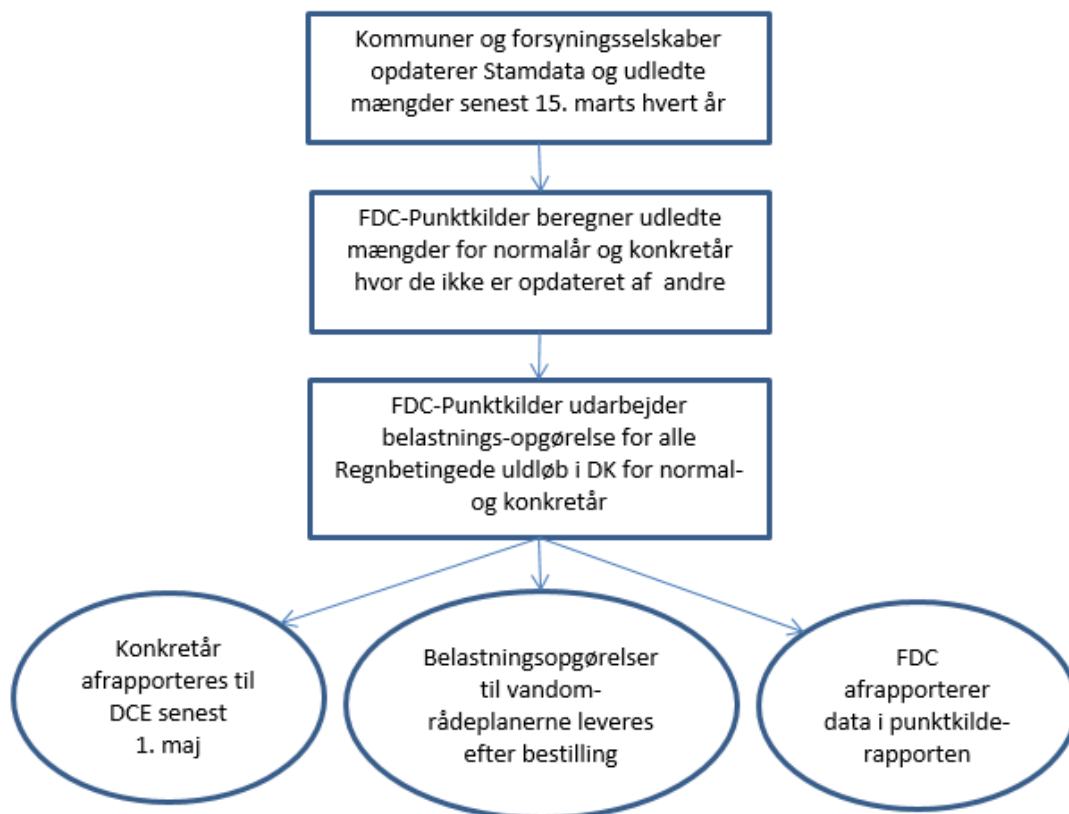 Kommuner og forsyningsselskaber
opdaterer Stamdata og udledte
mængder senest 15. marts hvert år
FDC-Punktkilder beregner udledte
mængder for normalår og konkretår
hvor de ikke er opdateret af andre
FDC-Punktkilder udarbejder
belastnings-opgørelse for alle
Regnbetingede uldløb i DK for normal-
og konkretår
Konkretår
afrapporteres til
DCE senest
1. maj
Belastningsopgørelser
til vandom-
rådeplanerne leveres
efter bestilling
FDC
afrapporterer
data i punktkilde-
rapporten